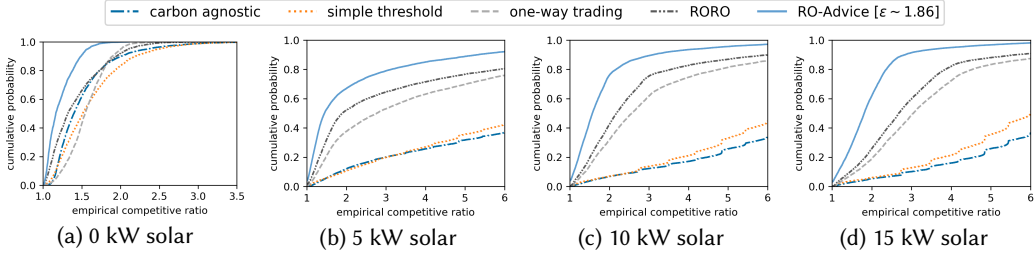 carbon agnostic simple threshold one-way trading RORO RO-Advice [ε ~ 1.86]
cumulative probability
1.0
0.8
0.6
0.4
0.2
0.0
1.0 1.5 2.0 2.5 3.0 3.5
empirical competitive ratio
(a) 0 kW solar
cumulative probability
1.0
0.8
0.6
0.4
0.2
0.0
1 2 3 4 5 6
empirical competitive ratio
(b) 5 kW solar
cumulative probability
1.0
0.8
0.6
0.4
0.2
0.0
1 2 3 4 5 6
empirical competitive ratio
(c) 10 kW solar
cumulative probability
1.0
0.8
0.6
0.4
0.2
0.0
1 2 3 4 5 6
empirical competitive ratio
(d) 15 kW solar